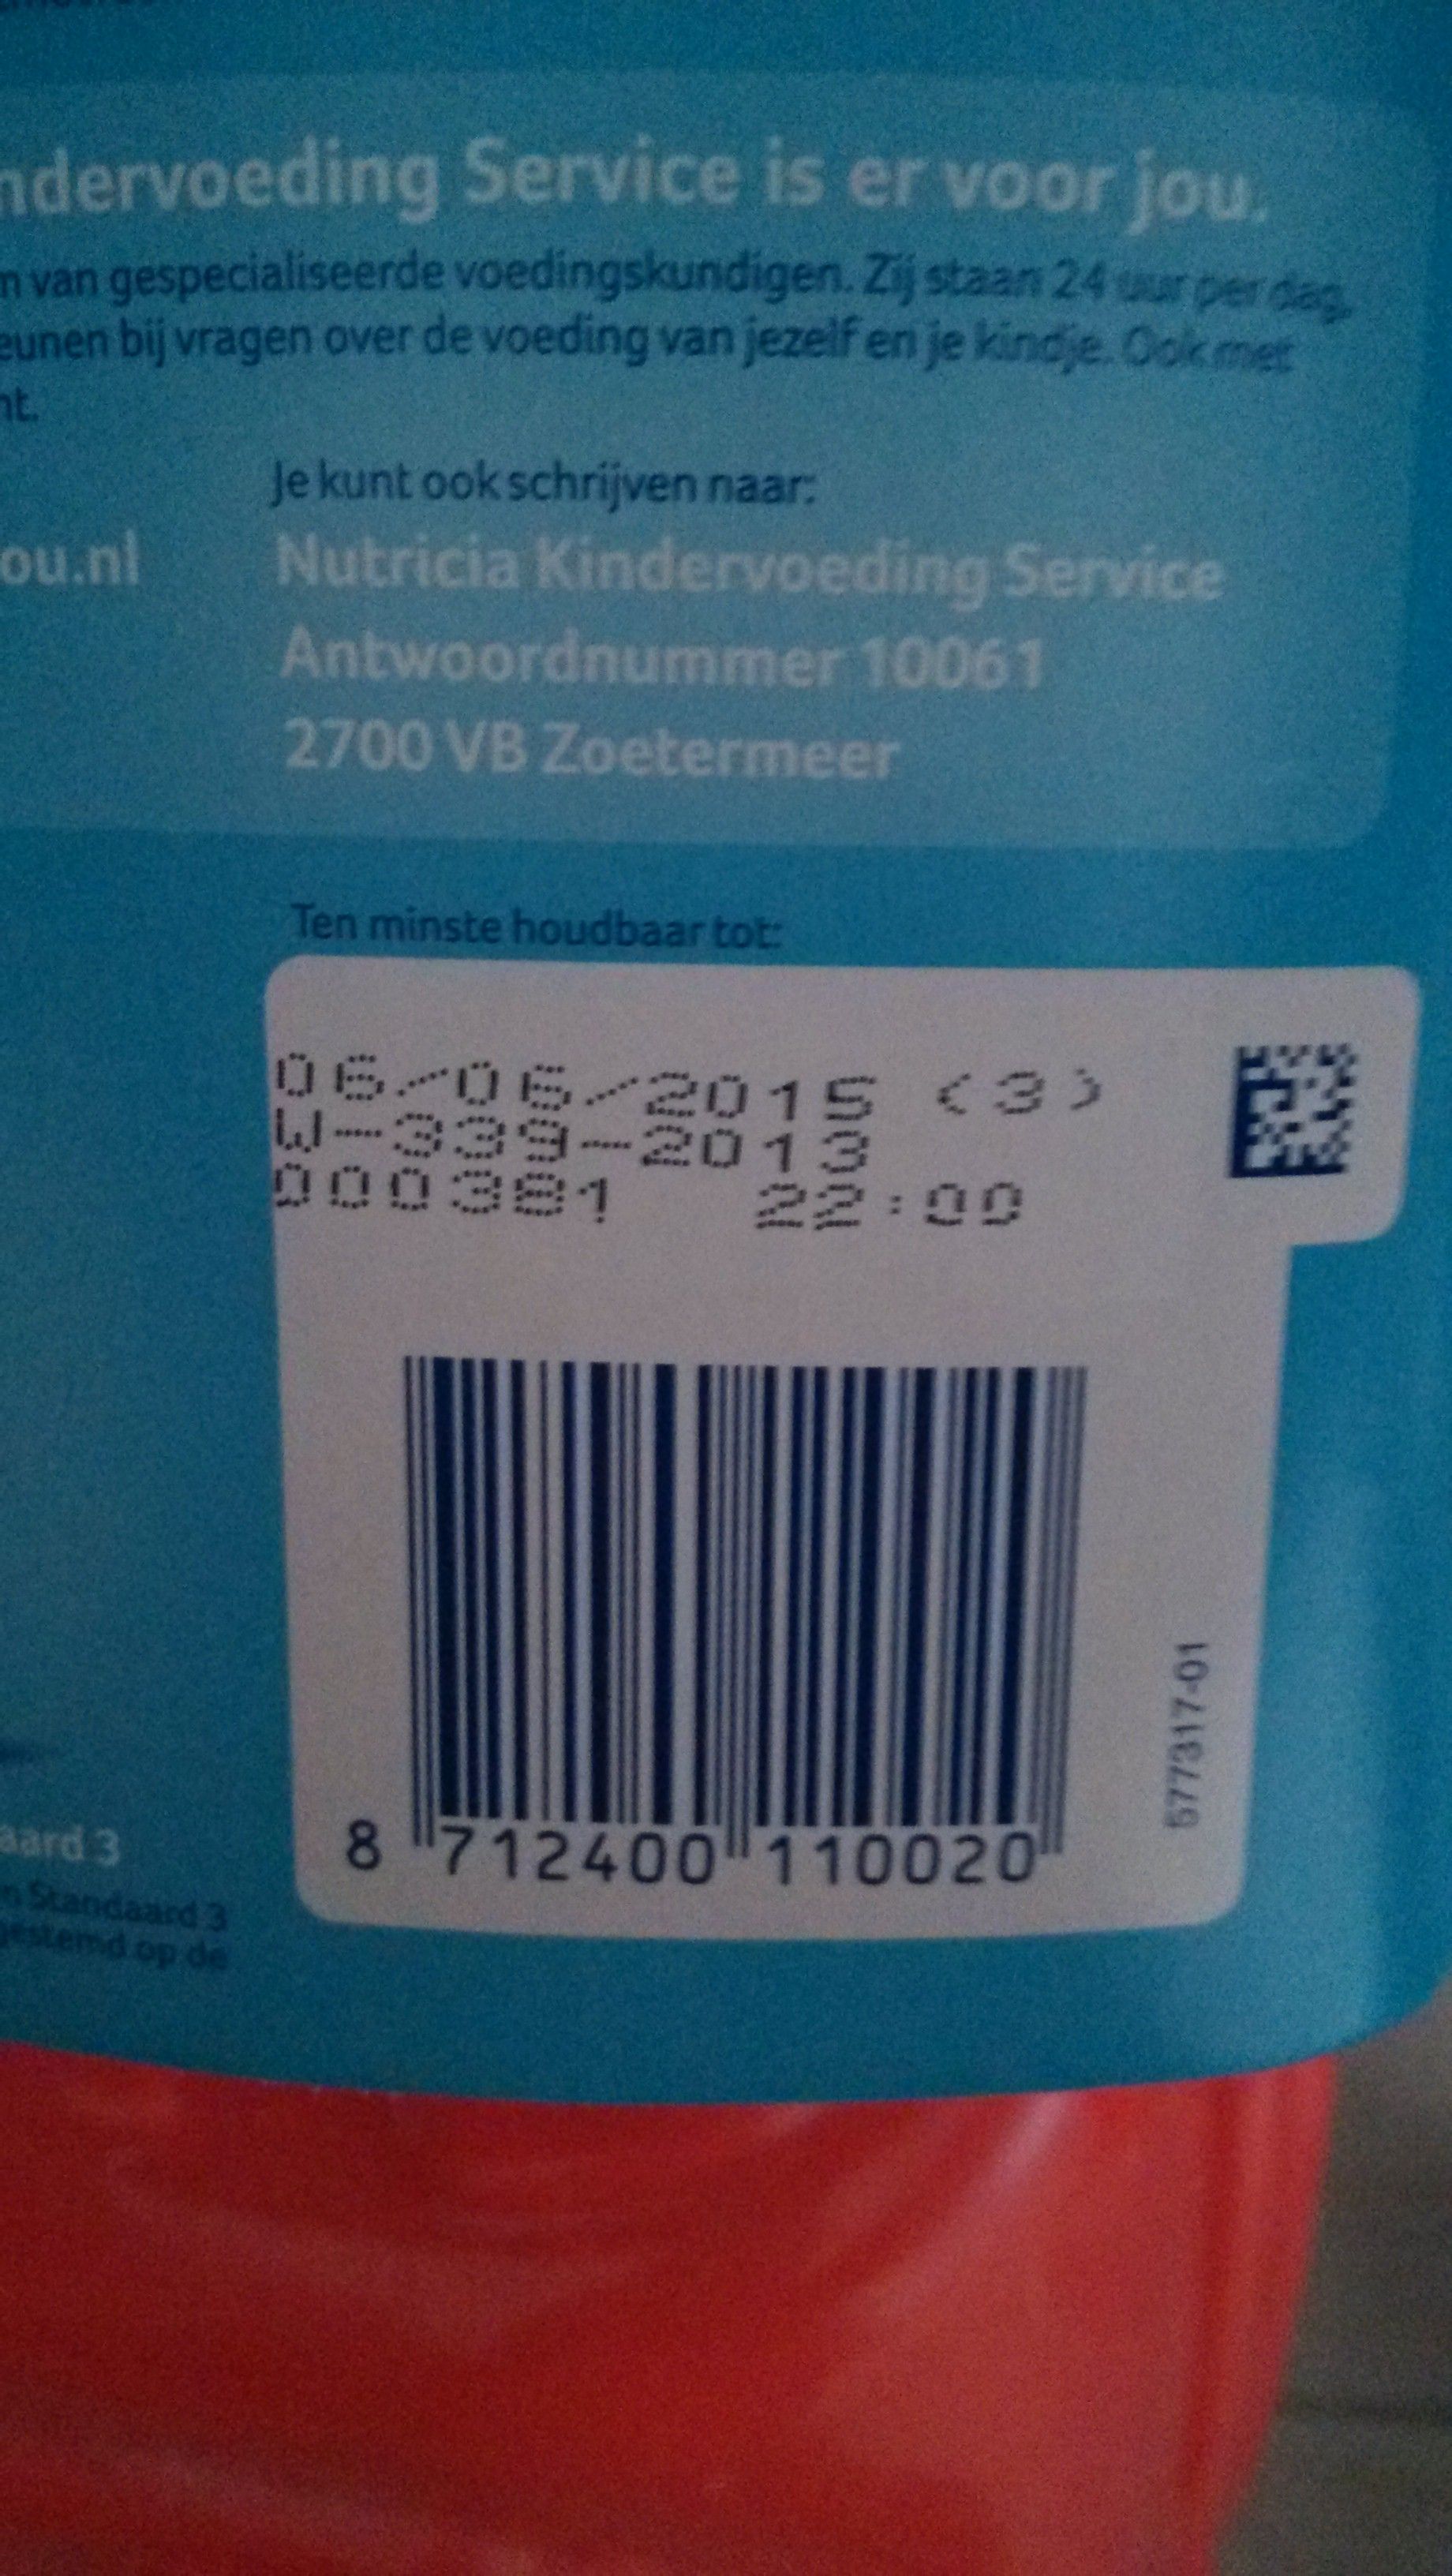 ndervoeding Service is er voor jou.
n van gespecialiseerde voedingskundigen. Zij staan 24 uur per dag,
eunen bij vragen over de voeding van jezelf en je kindje. Ook met
nt.
Je kunt ook schrijven naar:
ou.nl
Nutricia Kindervoeding Service
Antwoordnummer 10061
2700 VB Zoetermeer
Ten minste houdbaar tot:
06/06/2015 <3>
W-339-2013
000381 22:00
577317-01
8 712400 110020
aard 3
n Standaard 3
gestemd op de